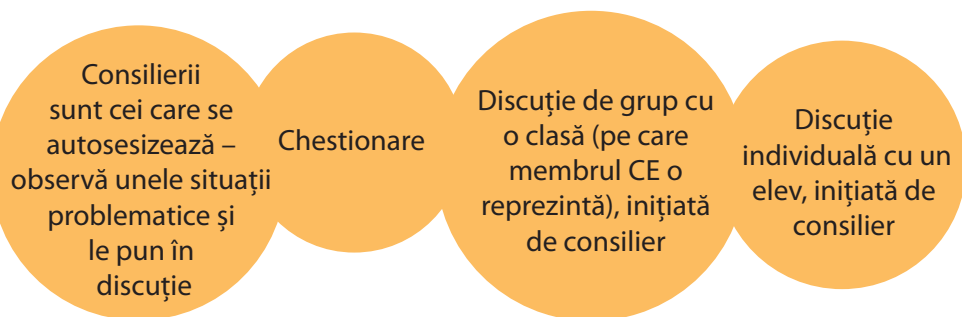 Consilierii
sunt cei care se
autosesizează –
observă unele situații
problematice și
le pun în
discuție
Chestionare
Discuție de grup cu
o clasă (pe care
membrul CE o
reprezintă), inițiată
de consilier
Discuție
individuală cu un
elev, inițiată de
consilier